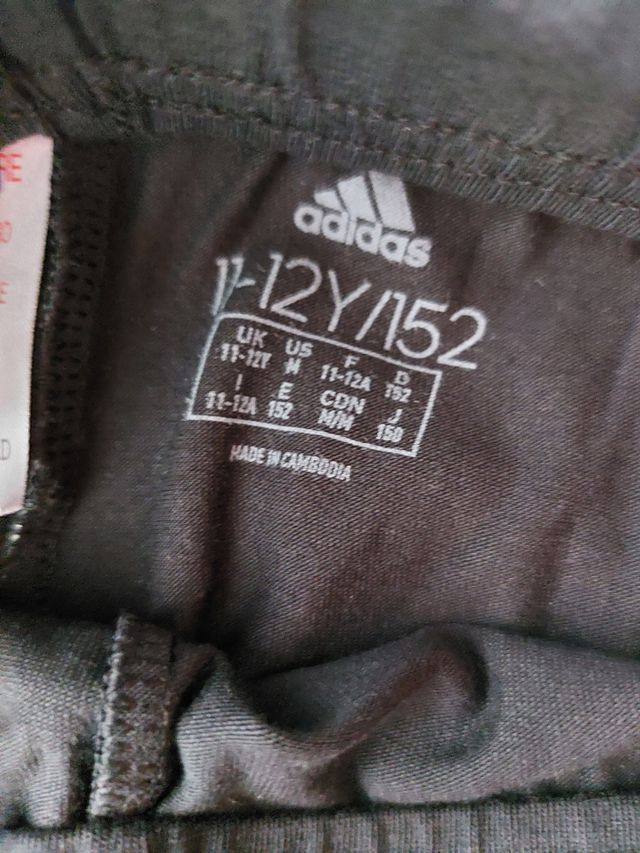 RE
E
D
adidas
11-12Y/152
UK US F D
11-12Y M 11-12A 152
I E CDN J
11-12A 152 M/M 150
MADE IN CAMBODIA